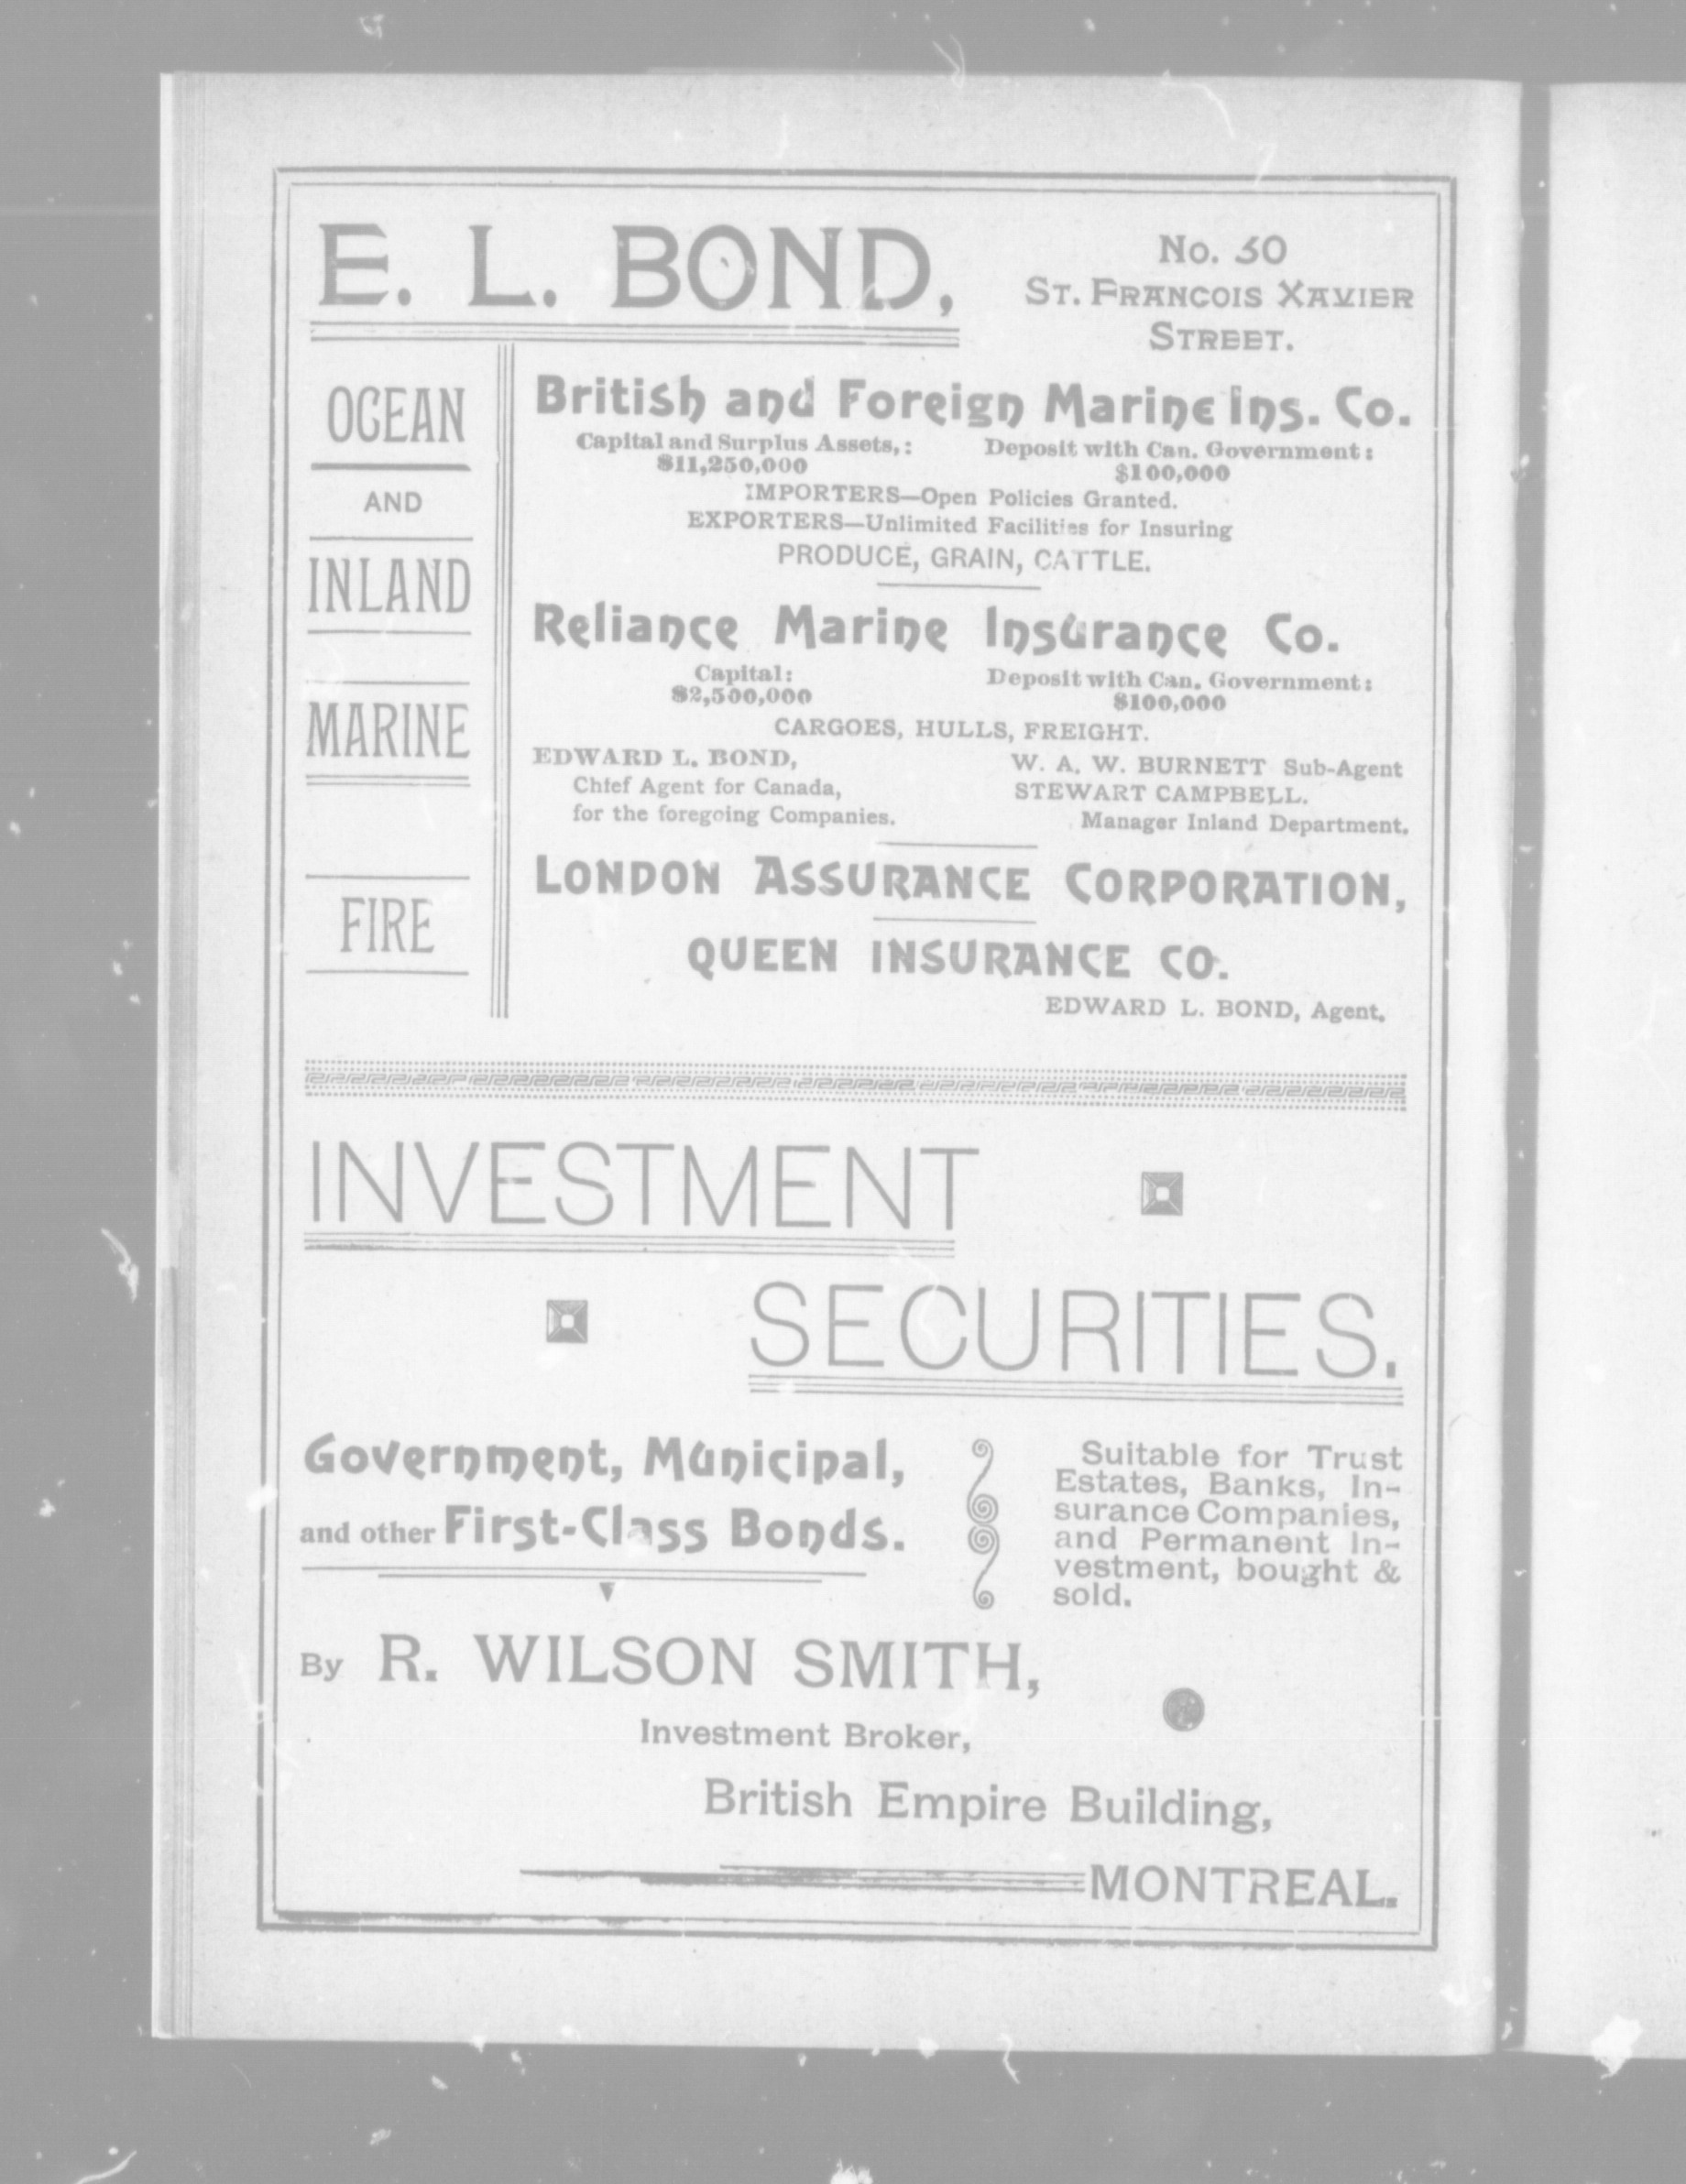 E. L. BOND,
No. 30
ST. FRANCOIS XAVIER
STREET.
OCEAN
AND
INLAND
MARINE
FIRE
British and Foreign Marine Ins. Co.
Capital and Surplus Assets,:
$11,250,000
Deposit with Can. Government:
$100,000
IMPORTERS—Open Policies Granted.
EXPORTERS—Unlimited Facilities for Insuring
PRODUCE, GRAIN, CATTLE.
Reliance Marine Insurance Co.
Capital:
$2,500,000
Deposit with Can. Government:
$100,000
CARGOES, HULLS, FREIGHT.
EDWARD L. BOND,
Chief Agent for Canada,
for the foregoing Companies.
W. A. W. BURNETT Sub-Agent
STEWART CAMPBELL.
Manager Inland Department.
LONDON ASSURANCE CORPORATION,
QUEEN INSURANCE CO.
EDWARD L. BOND, Agent.
INVESTMENT
SECURITIES.
Government, Municipal,
and other First-Class Bonds.
Suitable for Trust
Estates, Banks, In-
surance Companies,
and Permanent In-
vestment, bought &
sold.
By R. WILSON SMITH,
Investment Broker,
British Empire Building,
MONTREAL.